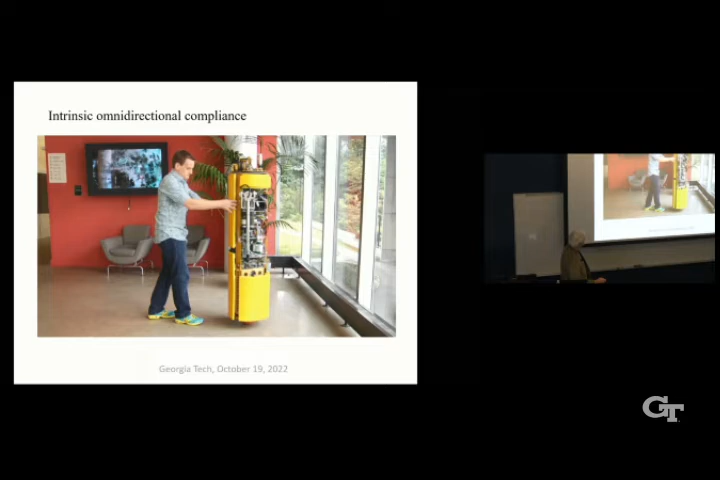 Intrinsic omnidirectional compliance
Georgia Tech, October 19, 2022
GT